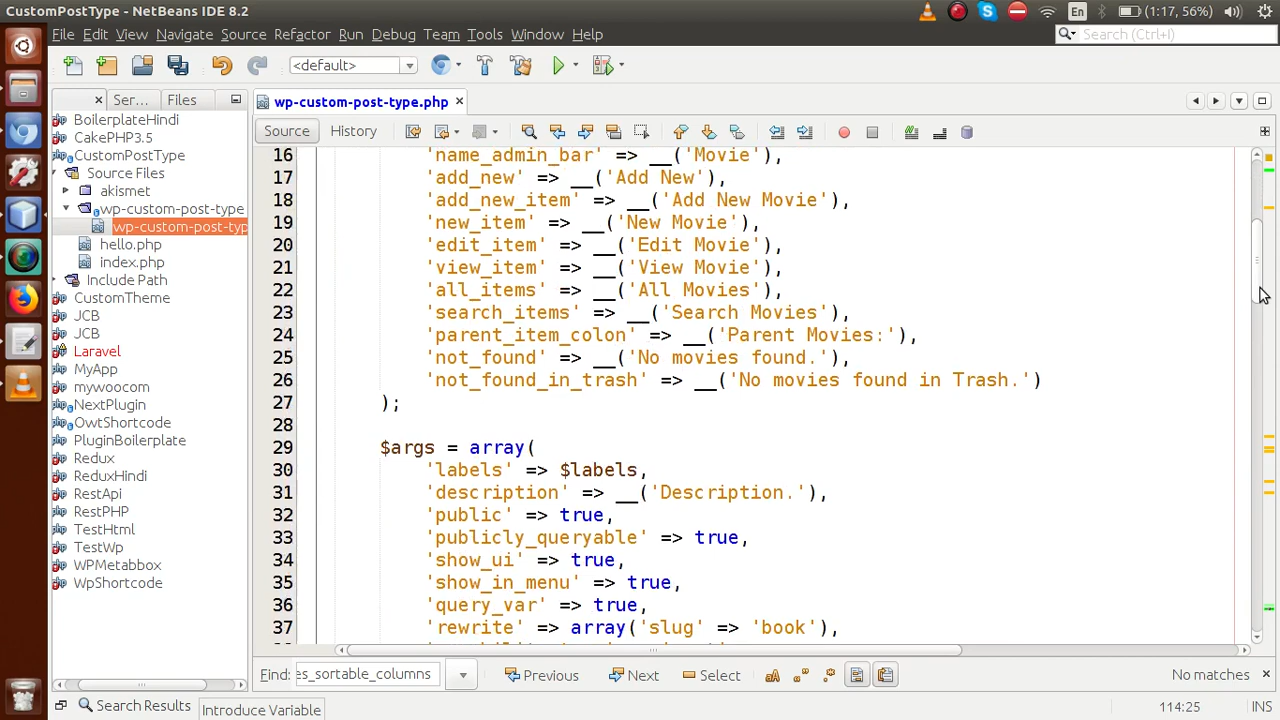 CustomPostType - NetBeans IDE 8.2
En
(1:17, 56%)
File Edit View Navigate Source Refactor Run Debug Team Tools Window Help
Search (Ctrl+I)
<default>
Ser... Files
wp-custom-post-type.php
Source History
BoilerplateHindi
CakePHP3.5
CustomPostType
Source Files
akismet
wp-custom-post-type
wp-custom-post-typ
hello.php
index.php
Include Path
CustomTheme
JCB
JCB
Laravel
MyApp
mywoocom
NextPlugin
OwtShortcode
PluginBoilerplate
Redux
ReduxHindi
RestApi
RestPHP
TestHtml
TestWp
WPMetabbox
WpShortcode
16 'name_admin_bar' => __('Movie'),
17 'add_new' => __('Add New'),
18 'add_new_item' => __('Add New Movie'),
19 'new_item' => __('New Movie'),
20 'edit_item' => __('Edit Movie'),
21 'view_item' => __('View Movie'),
22 'all_items' => __('All Movies'),
23 'search_items' => __('Search Movies'),
24 'parent_item_colon' => __('Parent Movies:'),
25 'not_found' => __('No movies found.'),
26 'not_found_in_trash' => __('No movies found in Trash.')
27 );
28
29 $args = array(
30 'labels' => $labels,
31 'description' => __('Description.'),
32 'public' => true,
33 'publicly_queryable' => true,
34 'show_ui' => true,
35 'show_in_menu' => true,
36 'query_var' => true,
37 'rewrite' => array('slug' => 'book'),
Find: es_sortable_columns Previous Next Select No matches
Search Results Introduce Variable 114:25 INS